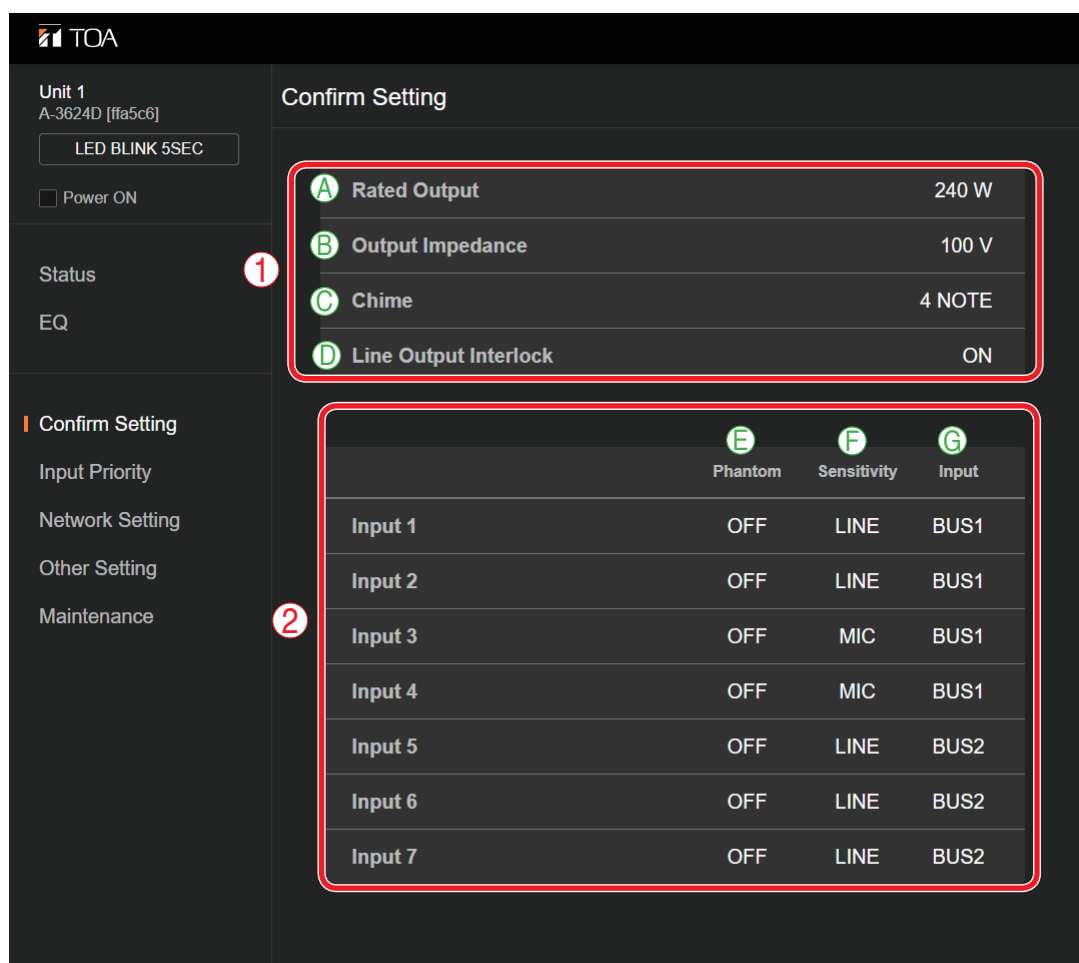 TOA
Unit 1
A-3624D [ffa5c6]
LED BLINK 5SEC
Power ON
Status
EQ
Confirm Setting
Input Priority
Network Setting
Other Setting
Maintenance
Confirm Setting
1
A Rated Output 240 W
B Output Impedance 100 V
C Chime 4 NOTE
D Line Output Interlock ON
2
E F G
Phantom Sensitivity Input
Input 1 OFF LINE BUS1
Input 2 OFF LINE BUS1
Input 3 OFF MIC BUS1
Input 4 OFF MIC BUS1
Input 5 OFF LINE BUS2
Input 6 OFF LINE BUS2
Input 7 OFF LINE BUS2